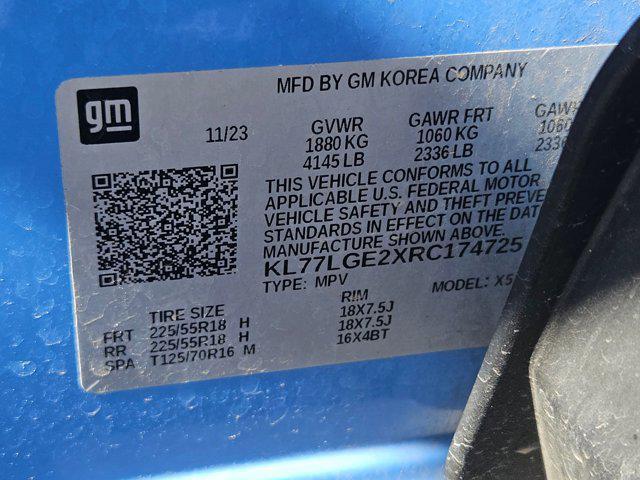 MFD BY GM KOREA COMPANY
gm
11/23
GVWR
1880 KG
4145 LB
GAWR FRT
1060 KG
2336 LB
GAW
1060
THIS VEHICLE CONFORMS TO ALL
APPLICABLE U.S. FEDERAL MOTOR
VEHICLE SAFETY AND THEFT PREVE
STANDARDS IN EFFECT ON THE DAT
MANUFACTURE SHOWN ABOVE.
KL77LGE2XRC174725
TYPE: MPV
MODEL:
TIRE SIZE
RIM
FRT 225/55R18 H 18X7.5J
RR 225/55R18 H 18X7.5J
SPA T125/70R16 M 16X4BT